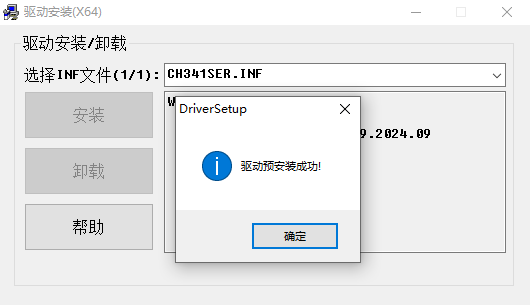 驱动安装(X64)
驱动安装/卸载
选择INF文件(1/1):
CH341SER.INF
安装
卸载
帮助
DriverSetup
驱动预安装成功!
确定
9.2024.09